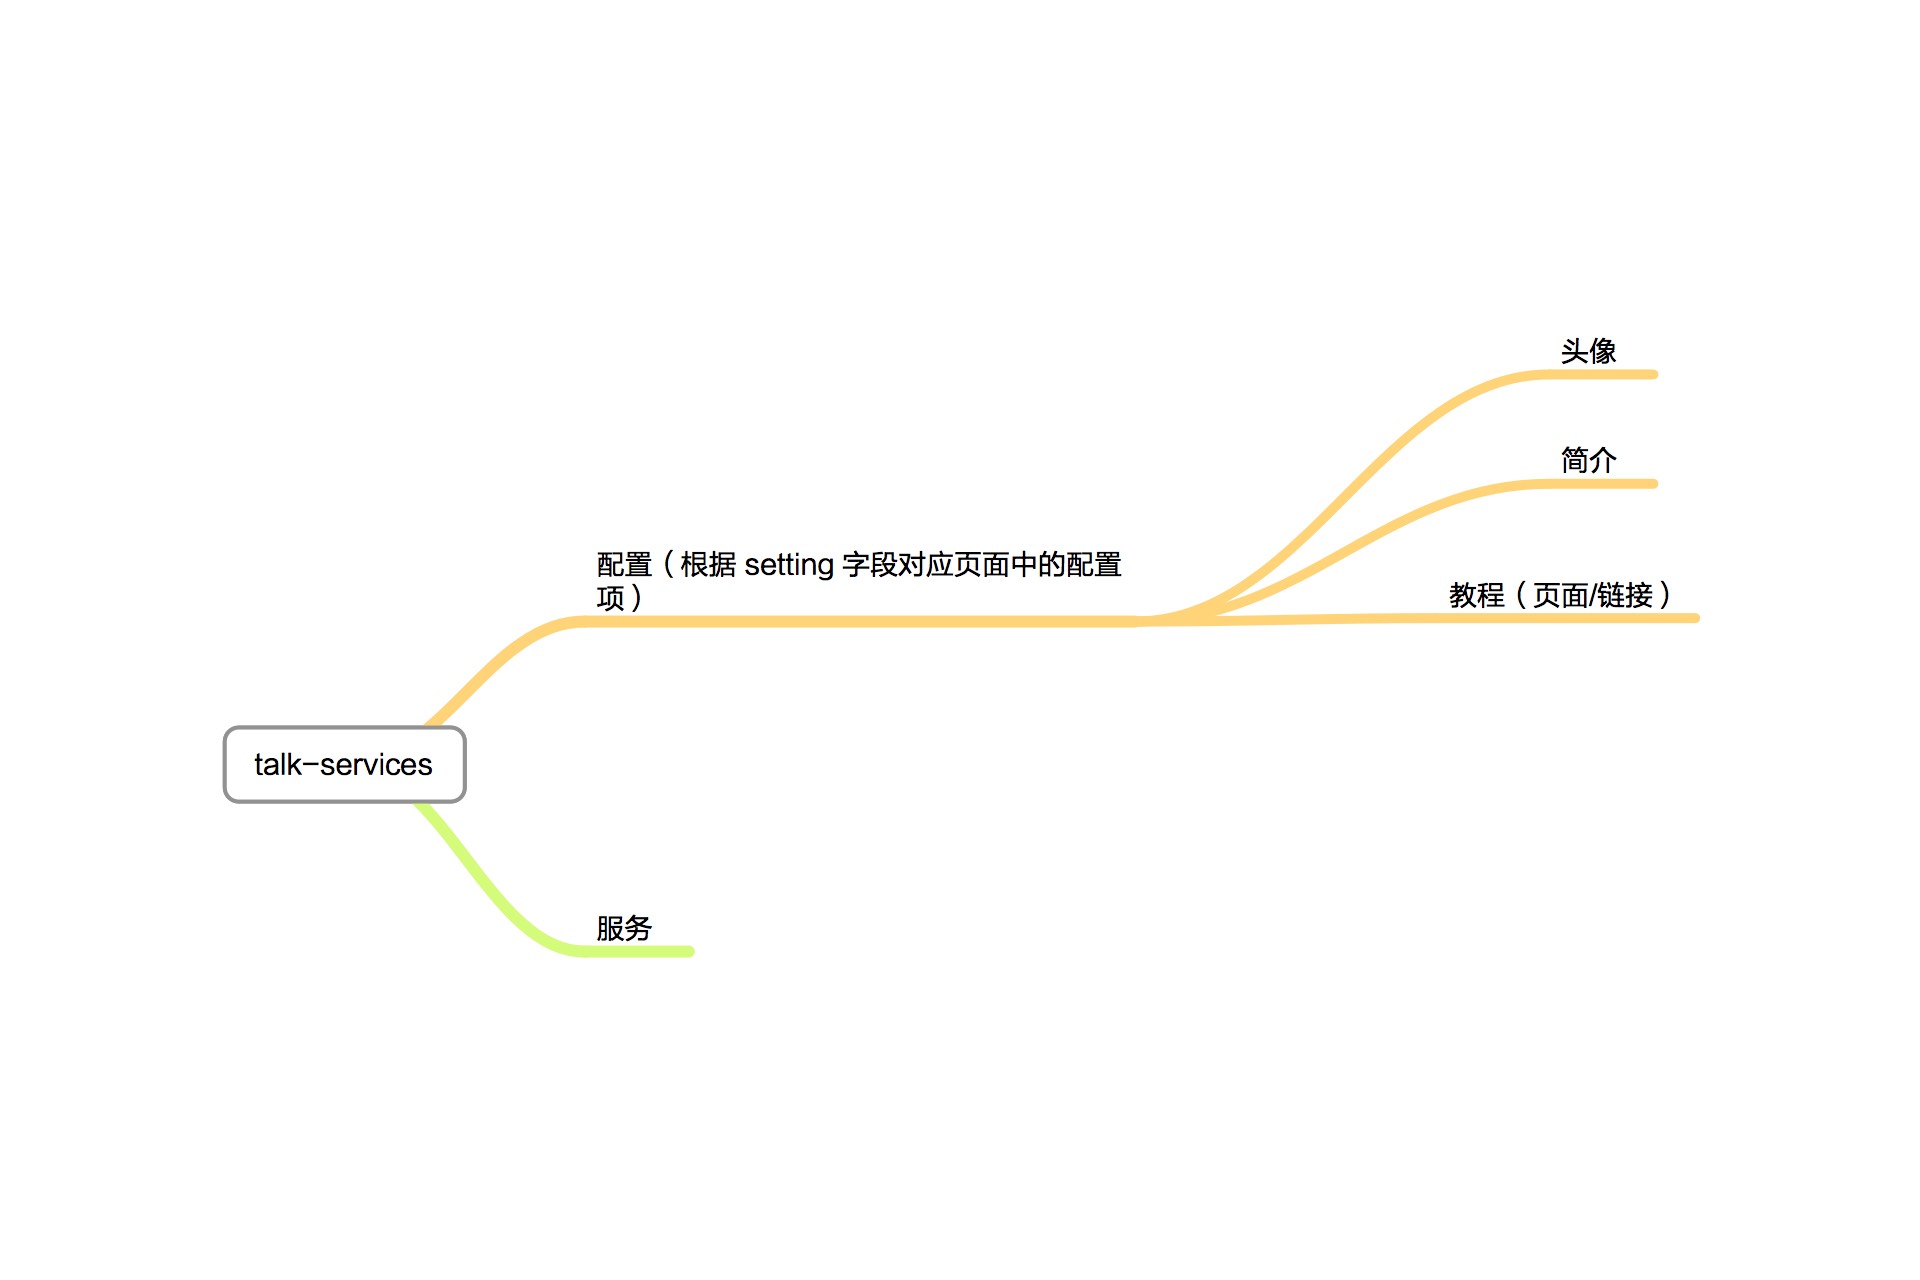 头像
简介
配置（根据 setting 字段对应页面中的配置
项）
教程（页面/链接）
talk-services
服务